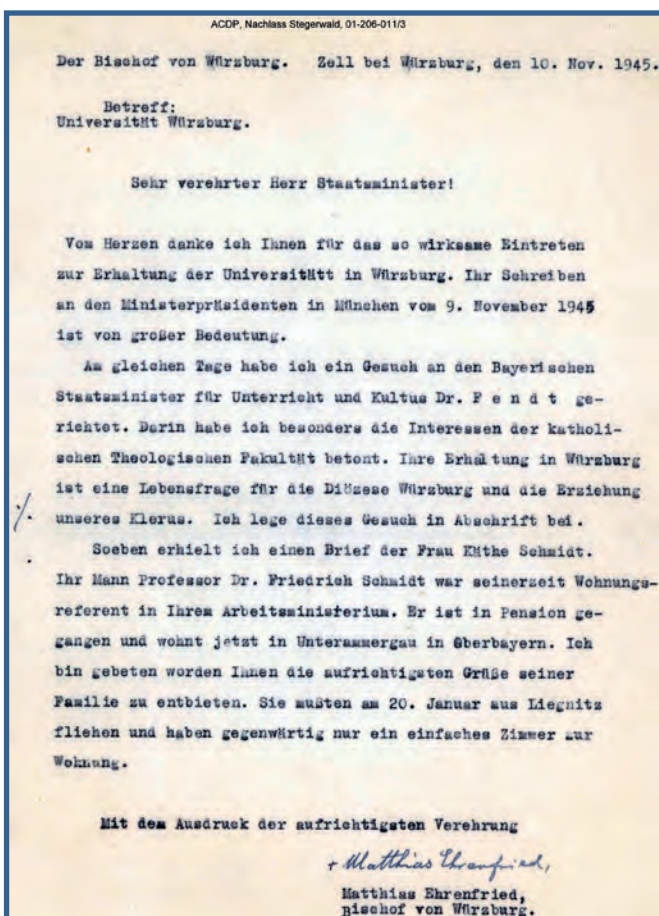 ACDP, Nachlass Stegerwald, 01-206-011/3
Der Bischof von Würzburg. Zell bei Würzburg, den 10. Nov. 1945.
Betreff:
Universität Würzburg.
Sehr verehrter Herr Staatsminister!
Vom Herzen danke ich Ihnen für das so wirksame Eintreten
zur Erhaltung der Universitätt in Würzburg. Ihr Schreiben
an den Ministerpräsidenten in München vom 9. November 1945
ist von großer Bedeutung.
Am gleichen Tage habe ich ein Gesuch an den Bayerischen
Staatsminister für Unterricht und Kultus Dr. F e n d t ge-
richtet. Darin habe ich besonders die Interessen der katholi-
schen Theologischen Fakultät betont. Ihre Erhaltung in Würzburg
ist eine Lebensfrage für die Diözese Würzburg und die Erziehung
unseres Klerus. Ich lege dieses Gesuch in Abschrift bei.
Soeben erhielt ich einen Brief der Frau Käthe Schmidt.
Ihr Mann Professor Dr. Friedrich Schmidt war seinerzeit Wohnungs-
referent in Ihrem Arbeitsministerium. Er ist in Pension ge-
gangen und wohnt jetzt in Unterammergau in Oberbayern. Ich
bin gebeten worden Ihnen die aufrichtigsten Grüße seiner
Familie zu entbieten. Sie mußten am 20. Januar aus Liegnitz
fliehen und haben gegenwärtig nur ein einfaches Zimmer zur
Wohnung.
Mit dem Ausdruck der aufrichtigsten Verehrung
+ Matthias Ehrenfried,
Matthias Ehrenfried,
Bischof von Würzburg.